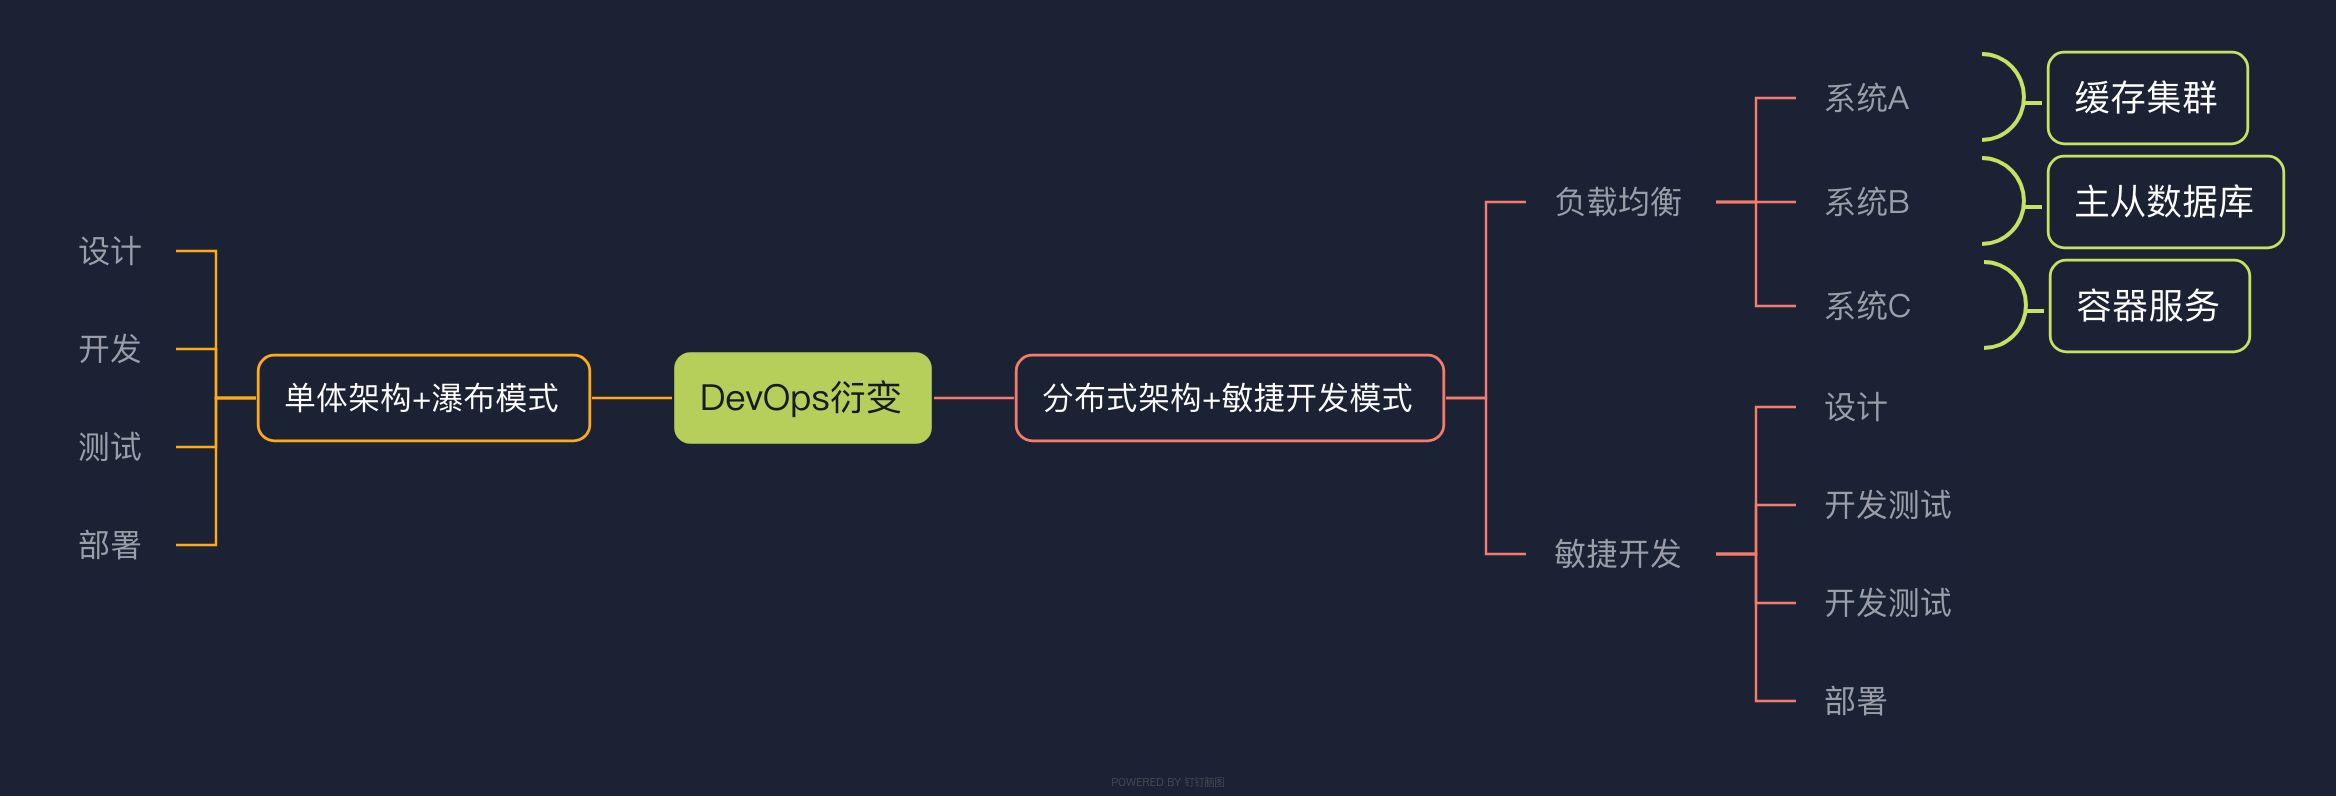 设计
开发
测试
部署
单体架构+瀑布模式
DevOps衍变
分布式架构+敏捷开发模式
负载均衡
系统A
缓存集群
系统B
主从数据库
系统C
容器服务
敏捷开发
设计
开发测试
开发测试
部署
POWERED BY 钉钉脑图